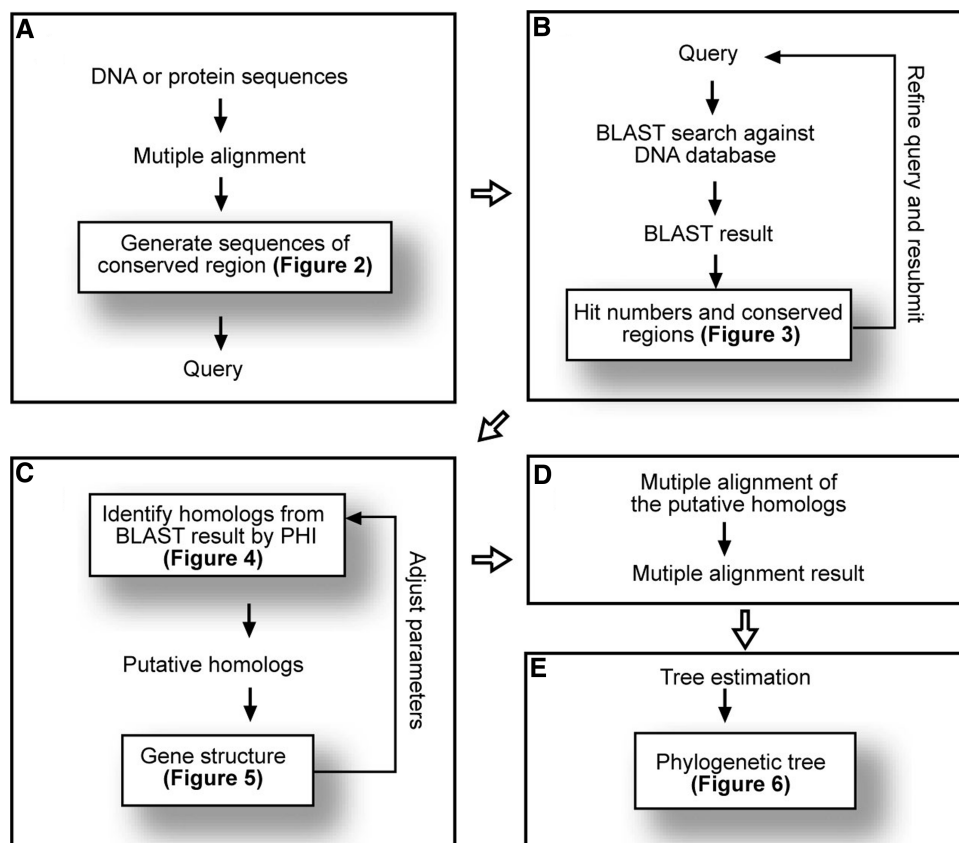 A
DNA or protein sequences
Mutiple alignment
Generate sequences of
conserved region (Figure 2)
Query
B
Query
BLAST search against
DNA database
BLAST result
Hit numbers and conserved
regions (Figure 3)
Refine query and resubmit
C
Identify homologs from
BLAST result by PHI
(Figure 4)
Putative homologs
Gene structure
(Figure 5)
Adjust parameters
D
Mutiple alignment of
the putative homologs
Mutiple alignment result
E
Tree estimation
Phylogenetic tree
(Figure 6)